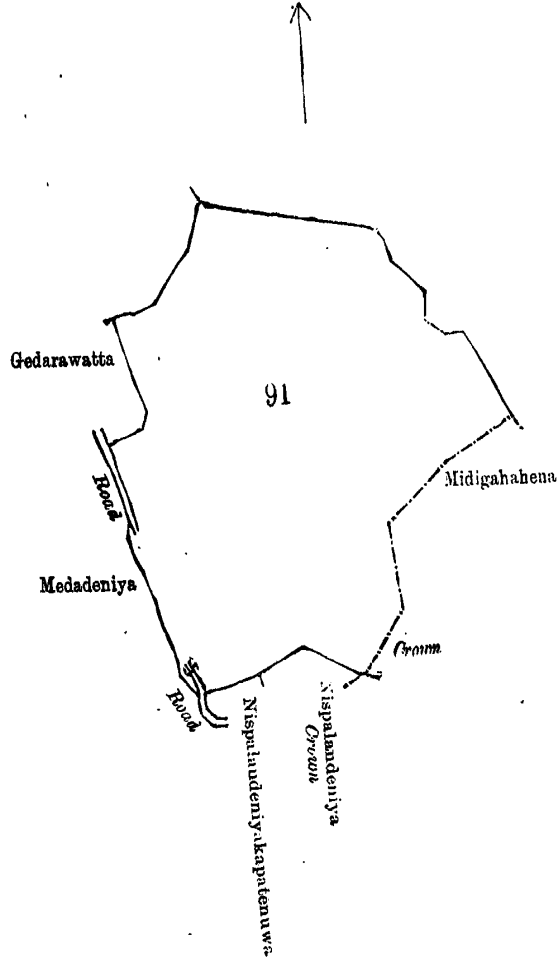 Gedarawatta
91
Road
Midigahahena
Medadeniya
Crown
Road
Nispalandeniyakapatenuwa
Nispalandeniya
Crown